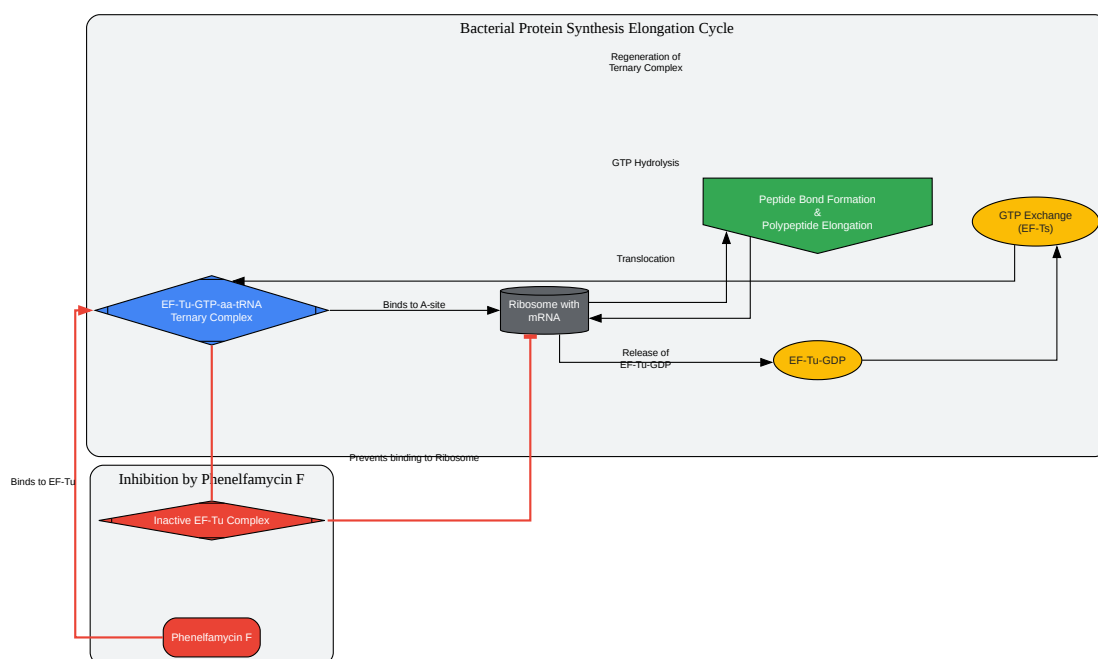 Bacterial Protein Synthesis Elongation Cycle
Regeneration of
Ternary Complex
GTP Hydrolysis
Peptide Bond Formation
&
Polypeptide Elongation
GTP Exchange
(EF-Ts)
Translocation
EF-Tu-GTP-aa-tRNA
Ternary Complex
Binds to A-site
Ribosome with
mRNA
Release of
EF-Tu-GDP
EF-Tu-GDP
Prevents binding to Ribosome
Inhibition by Phenelfamycin F
Binds to EF-Tu
Inactive EF-Tu Complex
Phenelfamycin F